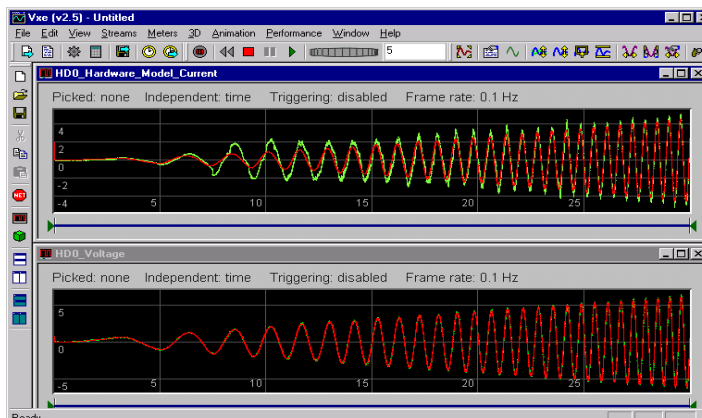 Vxe (v2.5) - Untitled
File Edit View Streams Meters 3D Animation Performance Window Help
5
HD0_Hardware_Model_Current
Picked: none Independent: time Triggering: disabled Frame rate: 0.1 Hz
4
2
0
-2
-4
5 10 15 20 25
HD0_Voltage
Picked: none Independent: time Triggering: disabled Frame rate: 0.1 Hz
5
0
-5
5 10 15 20 25
Ready